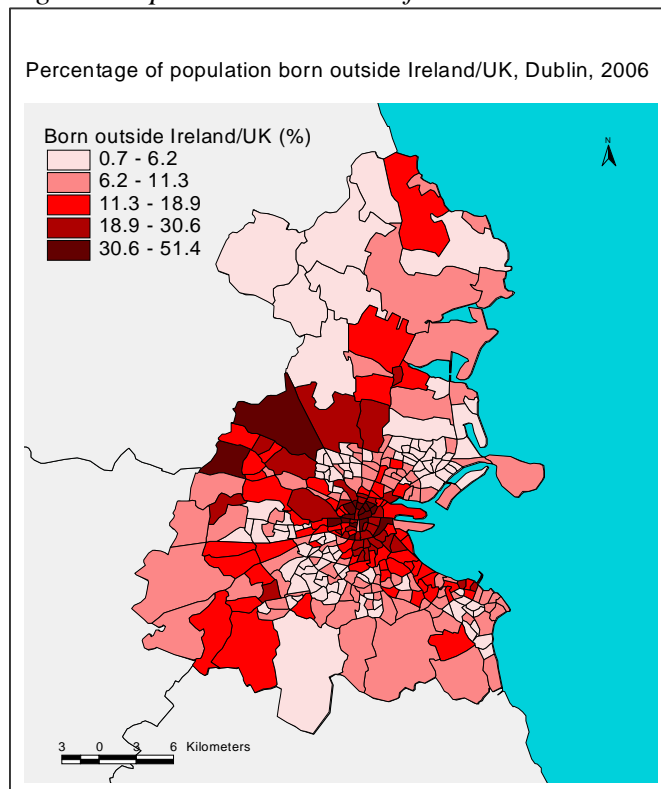 Percentage of population born outside Ireland/UK, Dublin, 2006
N
Born outside Ireland/UK (%)
0.7 - 6.2
6.2 - 11.3
11.3 - 18.9
18.9 - 30.6
30.6 - 51.4
3 0 3 6 Kilometers